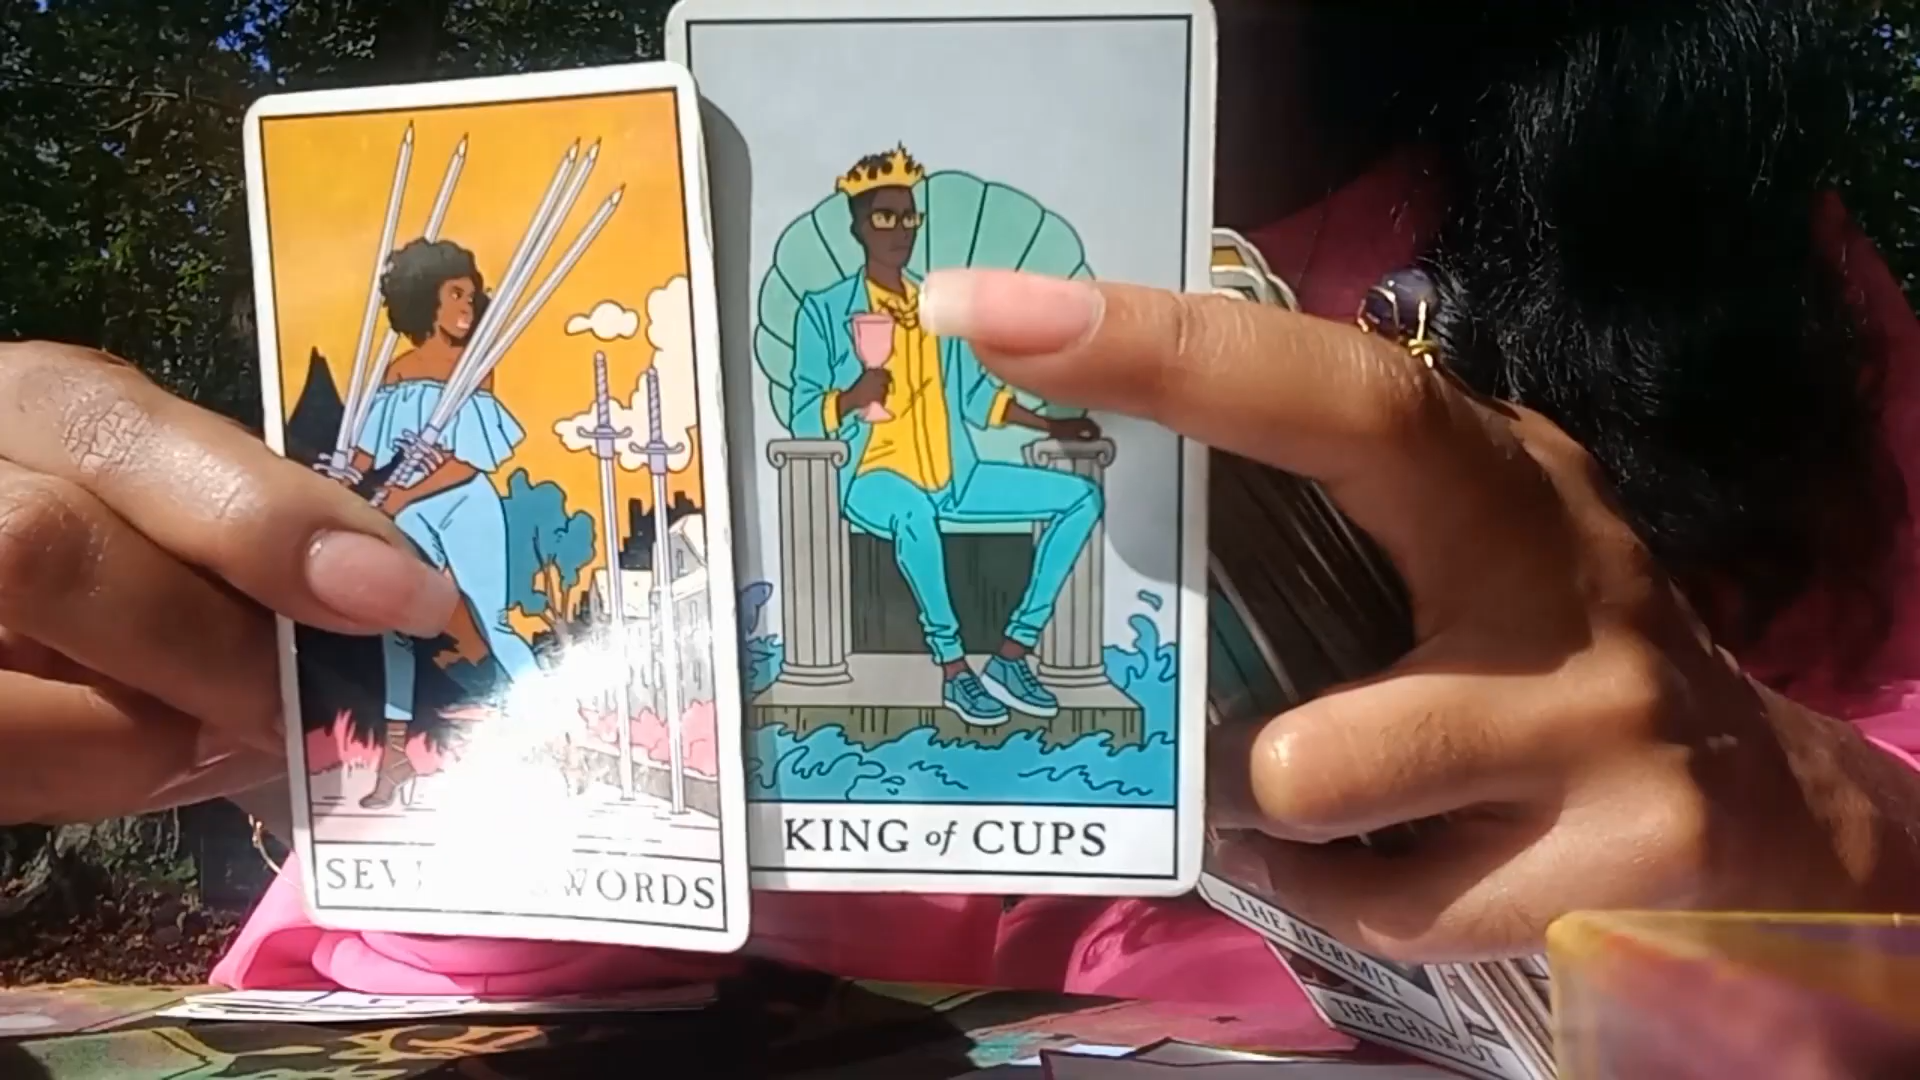 SEV WORDS
KING of CUPS
THE HERMIT
THE CHARIOT